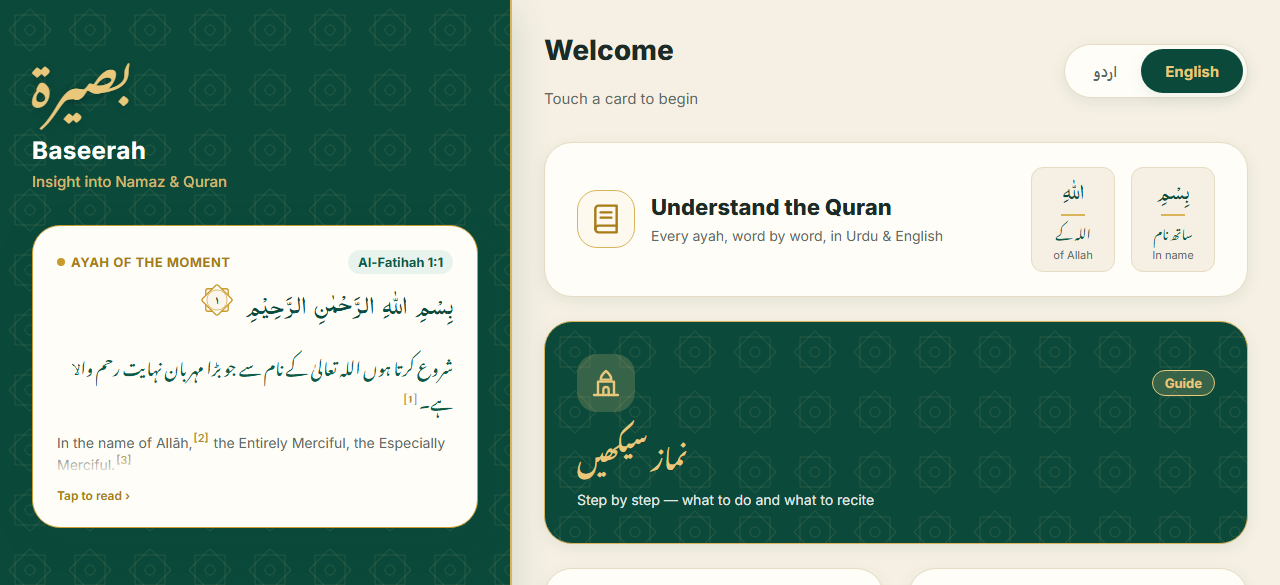 بصيرة
Baseerah
Insight into Namaz & Quran
AYAH OF THE MOMENT
Al-Fatihah 1:1
بِسْمِ اللّٰهِ الرَّحْمٰنِ الرَّحِيْمِ ۝١
شروع کرتا ہوں اللہ تعالیٰ کے نام سے جو بڑا مہربان نہایت رحم والا
ہے۔[1]
In the name of Allāh,[2] the Entirely Merciful, the Especially
Merciful.[3]
Tap to read ›
Welcome
Touch a card to begin
اردو
English
Understand the Quran
Every ayah, word by word, in Urdu & English
بِسْمِ
ساتھ نام
In name
اللّٰهِ
اللہ کے
of Allah
Guide
نماز سیکھیں
Step by step — what to do and what to recite